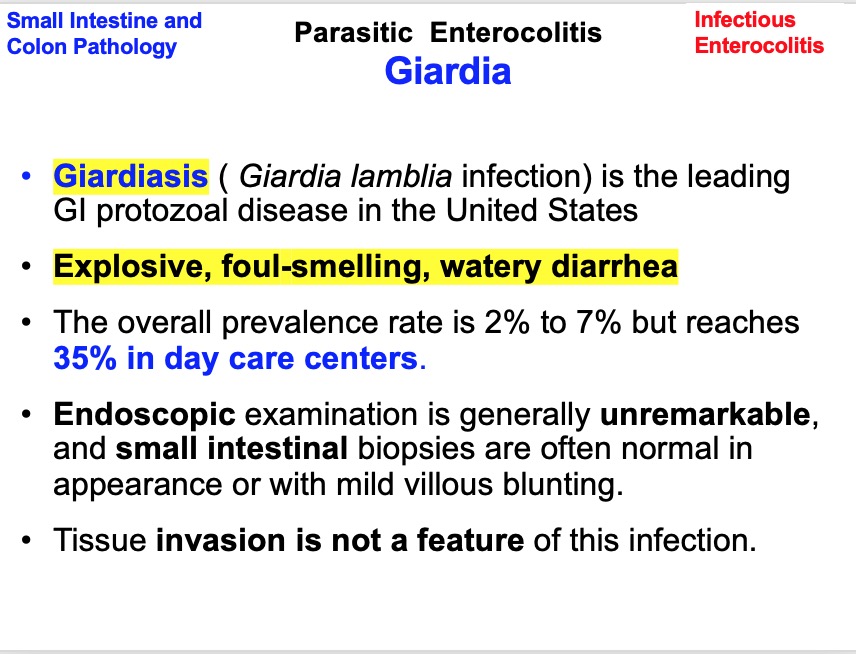 Small Intestine and
Colon Pathology
Parasitic Enterocolitis
Giardia
Infectious
Enterocolitis
• Giardiasis ( Giardia lamblia infection) is the leading
GI protozoal disease in the United States
• Explosive, foul-smelling, watery diarrhea
• The overall prevalence rate is 2% to 7% but reaches
35% in day care centers.
• Endoscopic examination is generally unremarkable,
and small intestinal biopsies are often normal in
appearance or with mild villous blunting.
• Tissue invasion is not a feature of this infection.